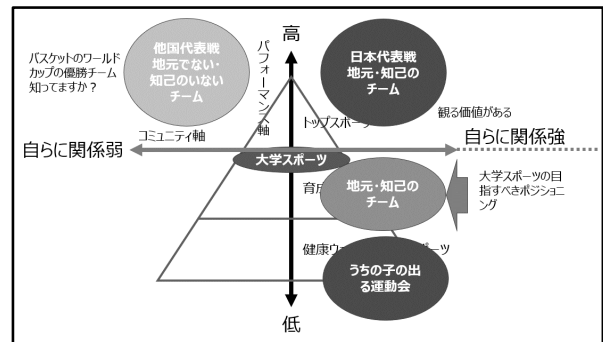 高
バスケットのワールド
カップの優勝チーム
知ってますか？
他国代表戦
地元でない・
知己のいない
チーム
パフォーマンス軸
日本代表戦
地元・知己の
チーム
観る価値がある
トップスポーツ
コミュニティ軸
自らに関係弱
自らに関係強
大学スポーツ
育成
地元・知己の
チーム
大学スポーツの目
指すべきポジショニ
ング
健康ウ
ポーツ
うちの子の出
る運動会
低